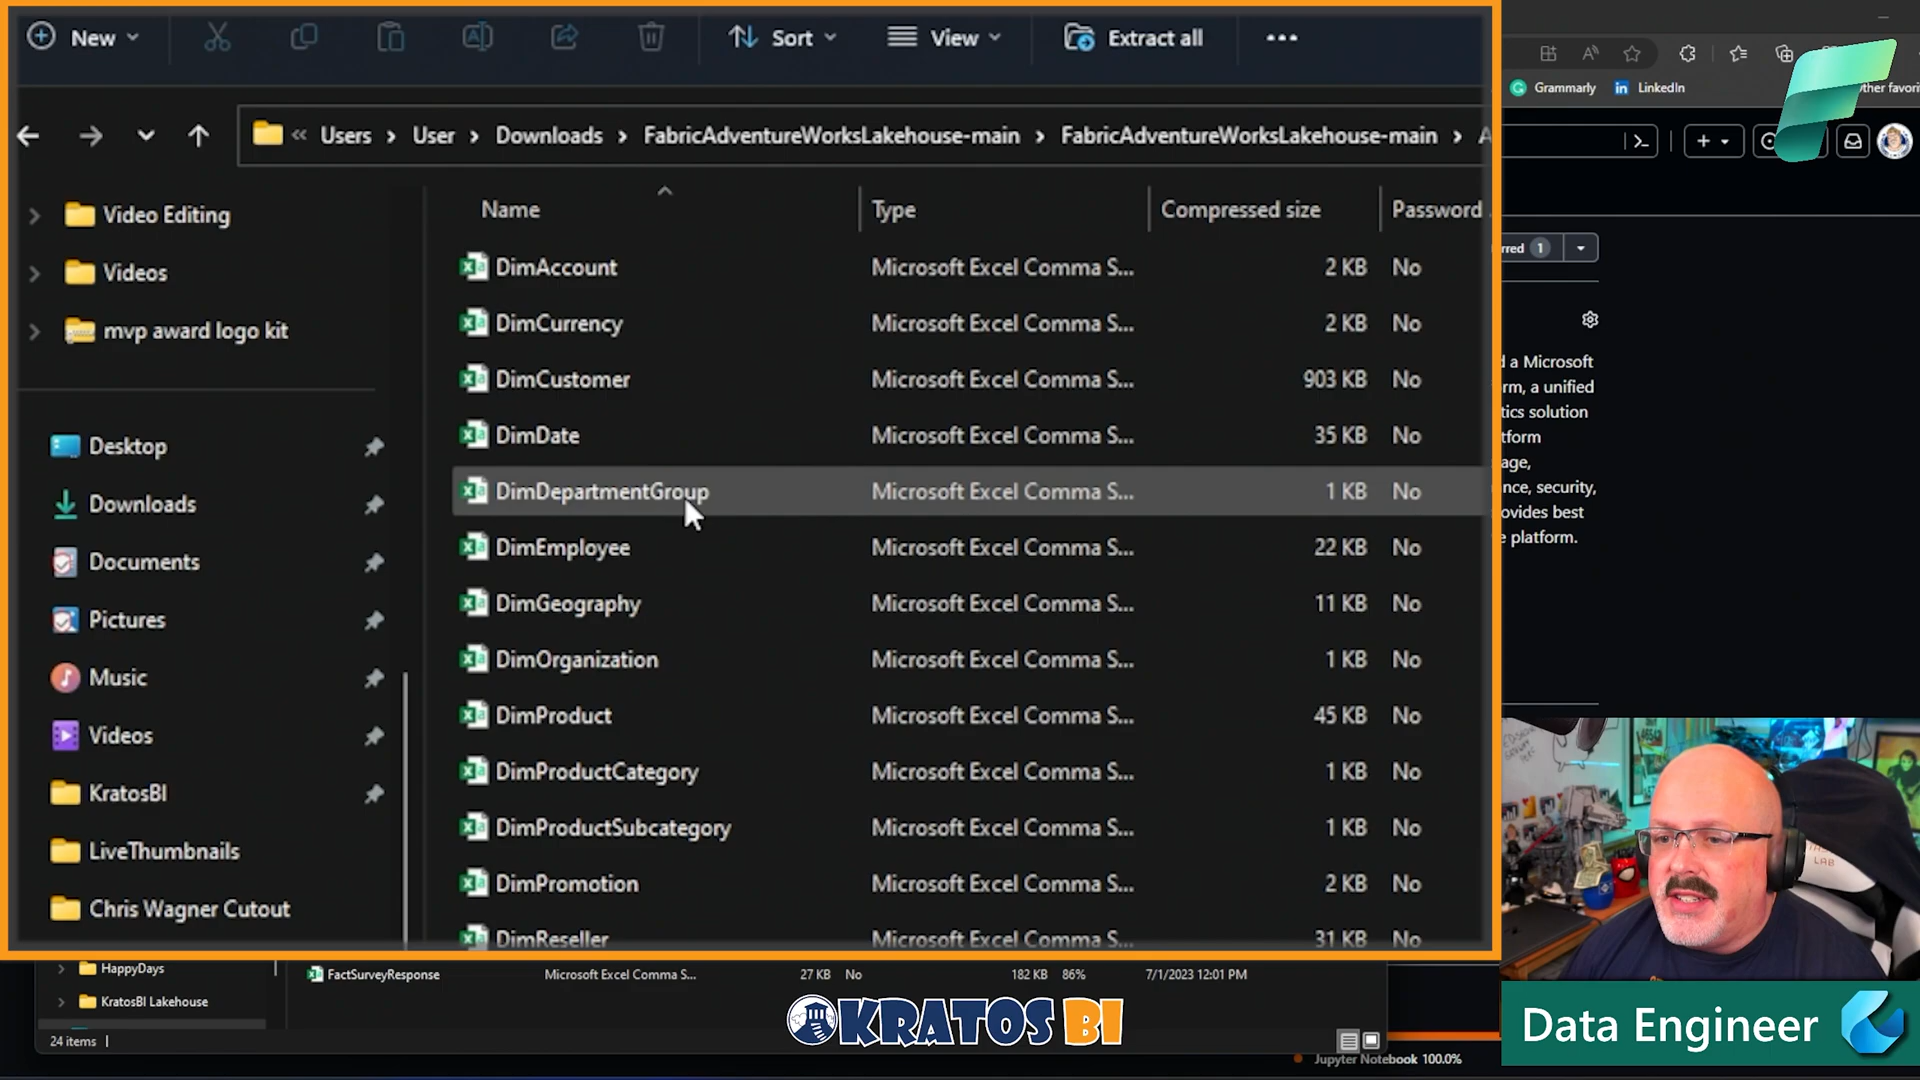 New
Sort
View
Extract all
Users
User
Downloads
FabricAdventureWorksLakehouse-main
FabricAdventureWorksLakehouse-main
Grammarly
LinkedIn
Name Type Compressed size Password
Video Editing
Videos
mvp award logo kit
Desktop
Downloads
Documents
Pictures
Music
Videos
KratosBI
LiveThumbnails
Chris Wagner Cutout
DimAccount Microsoft Excel Comma S... 2 KB No
DimCurrency Microsoft Excel Comma S... 2 KB No
DimCustomer Microsoft Excel Comma S... 903 KB No
DimDate Microsoft Excel Comma S... 35 KB No
DimDepartmentGroup Microsoft Excel Comma S... 1 KB No
DimEmployee Microsoft Excel Comma S... 22 KB No
DimGeography Microsoft Excel Comma S... 11 KB No
DimOrganization Microsoft Excel Comma S... 1 KB No
DimProduct Microsoft Excel Comma S... 45 KB No
DimProductCategory Microsoft Excel Comma S... 1 KB No
DimProductSubcategory Microsoft Excel Comma S... 1 KB No
DimPromotion Microsoft Excel Comma S... 2 KB No
DimReseller Microsoft Excel Comma S... 31 KB No
1
a Microsoft
a unified
solution
security,
best
platform.
HappyDays
KratosBI Lakehouse
FactSurveyResponse Microsoft Excel Comma S... 27 KB No 182 KB 86% 7/1/2023 12:01 PM
24 items
KRATOS BI
Jupyter Notebook 100.0%
Data Engineer